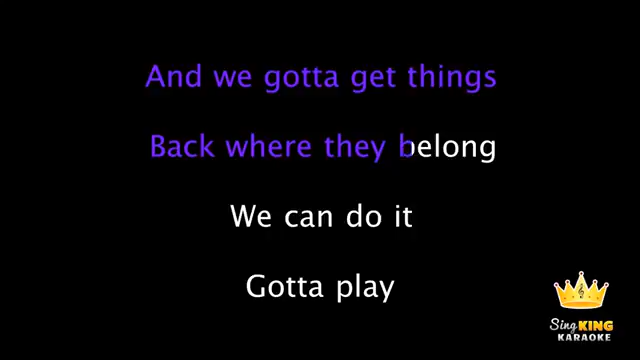 And we gotta get things
Back where they belong
We can do it
Gotta play
Sing KING
KARAOKE